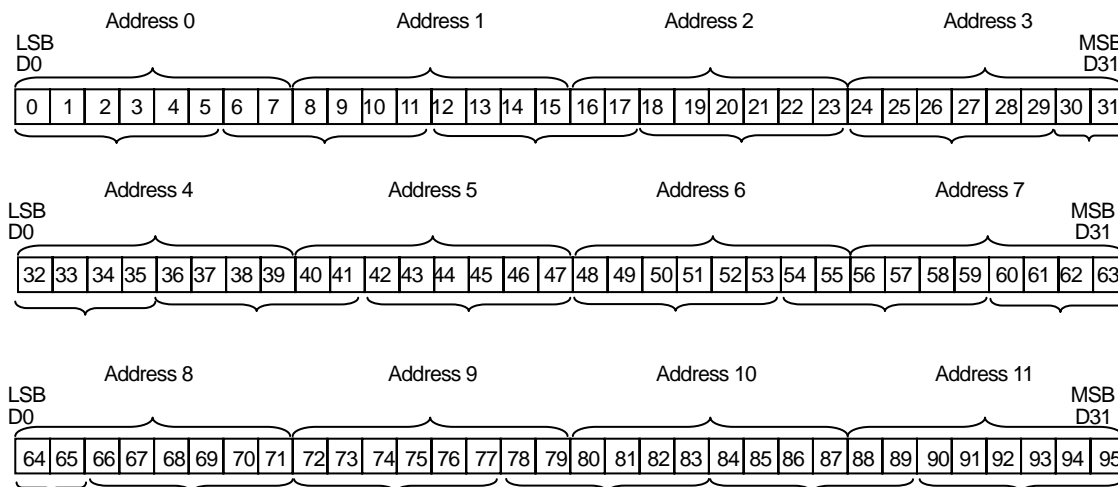 Address 0 Address 1 Address 2 Address 3
LSB MSB
D0 D31
0 1 2 3 4 5 6 7 8 9 10 11 12 13 14 15 16 17 18 19 20 21 22 23 24 25 26 27 28 29 30 31
Address 4 Address 5 Address 6 Address 7
LSB MSB
D0 D31
32 33 34 35 36 37 38 39 40 41 42 43 44 45 46 47 48 49 50 51 52 53 54 55 56 57 58 59 60 61 62 63
Address 8 Address 9 Address 10 Address 11
LSB MSB
D0 D31
64 65 66 67 68 69 70 71 72 73 74 75 76 77 78 79 80 81 82 83 84 85 86 87 88 89 90 91 92 93 94 95